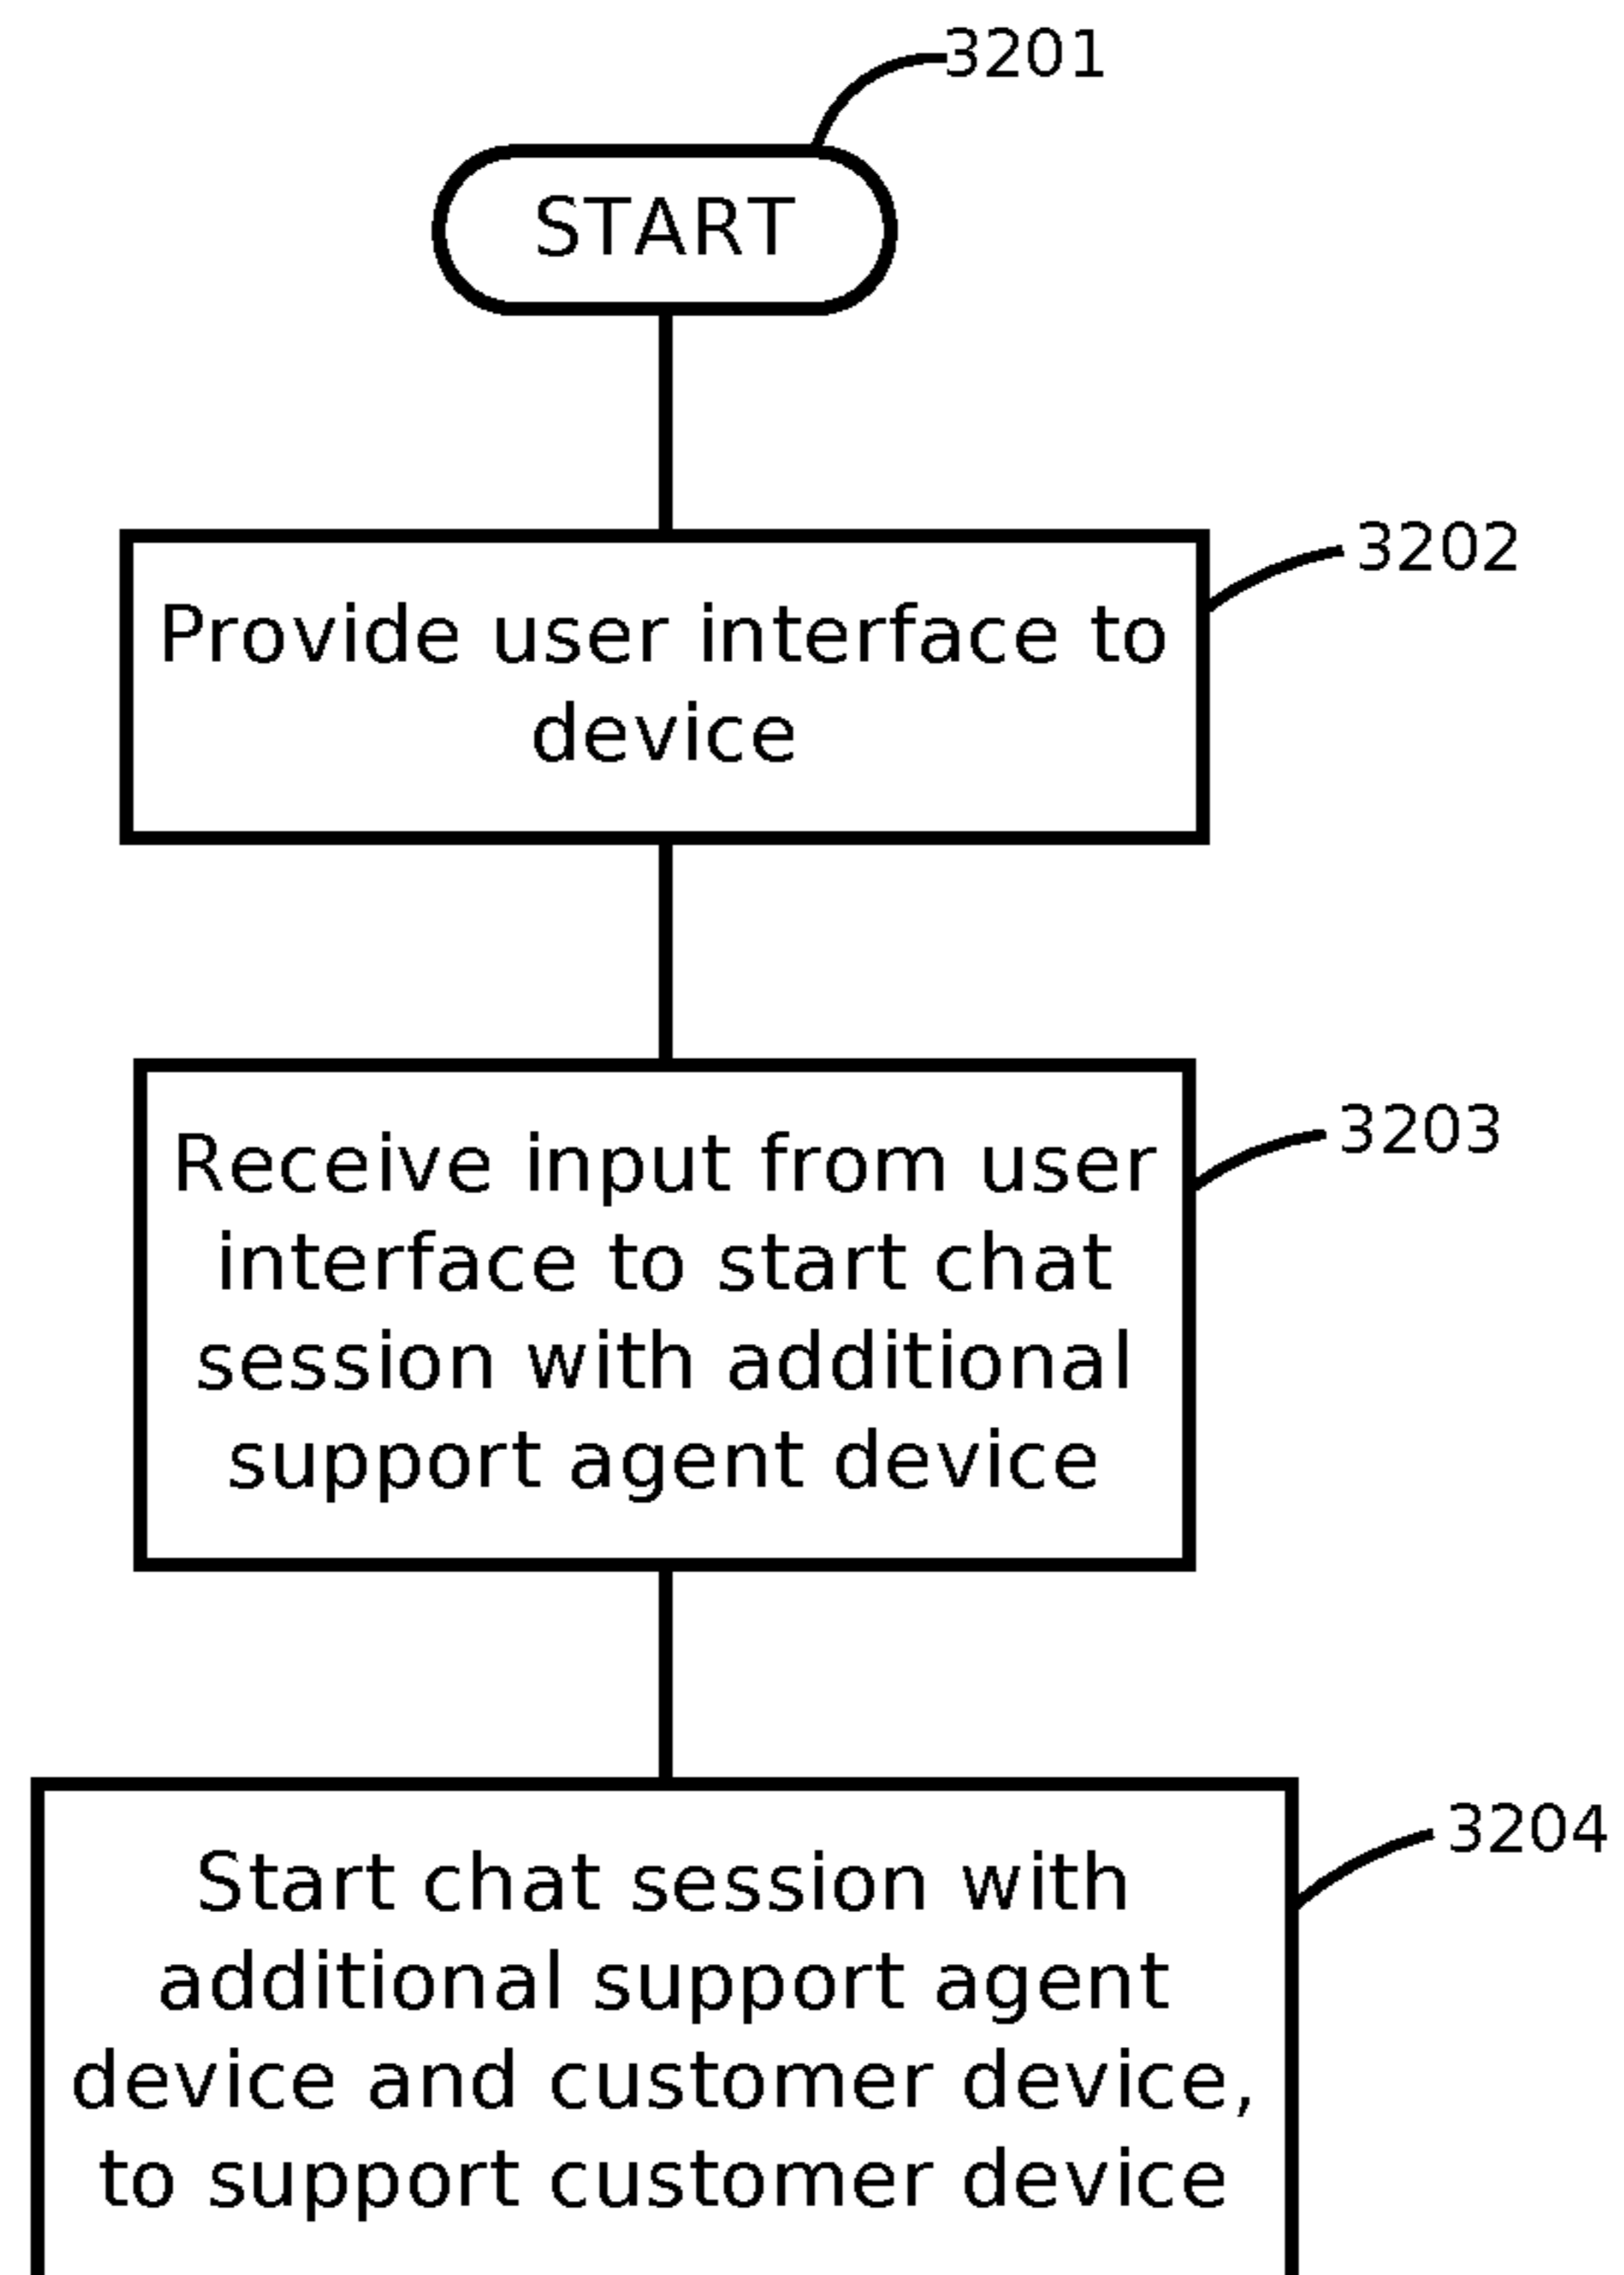 3201
START
3202
Provide user interface to
device
3203
Receive input from user
interface to start chat
session with additional
support agent device
3204
Start chat session with
additional support agent
device and customer device,
to support customer device